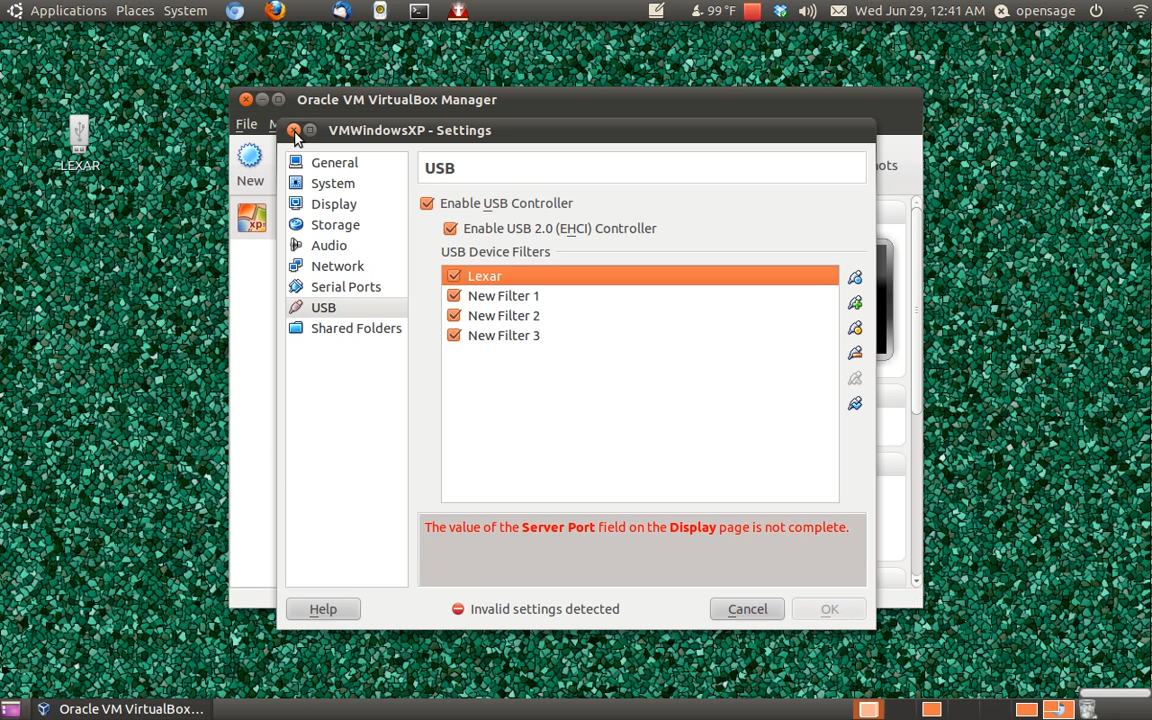 Applications Places System
99 °F
Wed Jun 29, 12:41 AM
opensage
Oracle VM VirtualBox Manager
File M
VMWindowsXP - Settings
LEXAR
New
xp
General
System
Display
Storage
Audio
Network
Serial Ports
USB
Shared Folders
USB
Enable USB Controller
Enable USB 2.0 (EHCI) Controller
USB Device Filters
Lexar
New Filter 1
New Filter 2
New Filter 3
ots
The value of the Server Port field on the Display page is not complete.
Help
Invalid settings detected
Cancel
OK
Oracle VM VirtualBox...